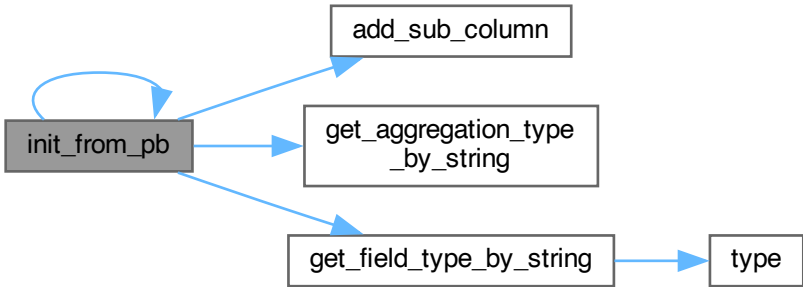 add_sub_column
init_from_pb
get_aggregation_type
_by_string
get_field_type_by_string
type